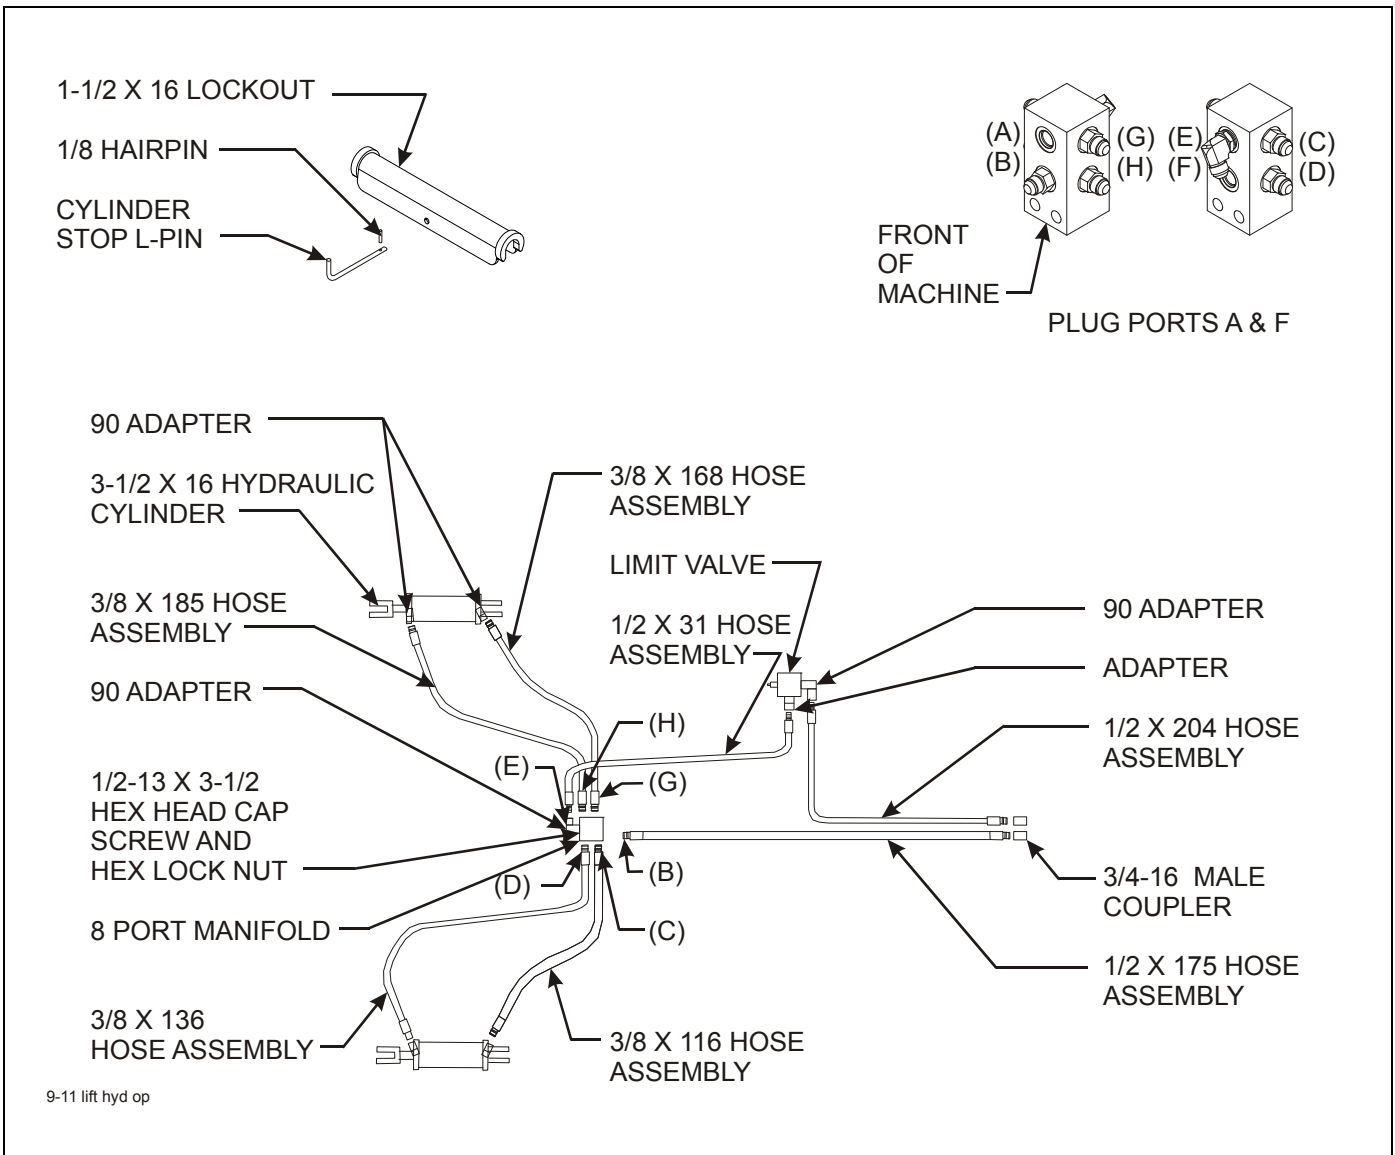 1-1/2 X 16 LOCKOUT
1/8 HAIRPIN
CYLINDER
STOP L-PIN
(A)
(B)
(G)
(H)
(E)
(F)
(C)
(D)
FRONT
OF
MACHINE
PLUG PORTS A & F
90 ADAPTER
3-1/2 X 16 HYDRAULIC
CYLINDER
3/8 X 185 HOSE
ASSEMBLY
90 ADAPTER
1/2-13 X 3-1/2
HEX HEAD CAP
SCREW AND
HEX LOCK NUT
8 PORT MANIFOLD
3/8 X 136
HOSE ASSEMBLY
3/8 X 168 HOSE
ASSEMBLY
LIMIT VALVE
1/2 X 31 HOSE
ASSEMBLY
(H)
(E)
(G)
(D)
(B)
(C)
3/8 X 116 HOSE
ASSEMBLY
90 ADAPTER
ADAPTER
1/2 X 204 HOSE
ASSEMBLY
3/4-16 MALE
COUPLER
1/2 X 175 HOSE
ASSEMBLY
9-11 lift hyd op